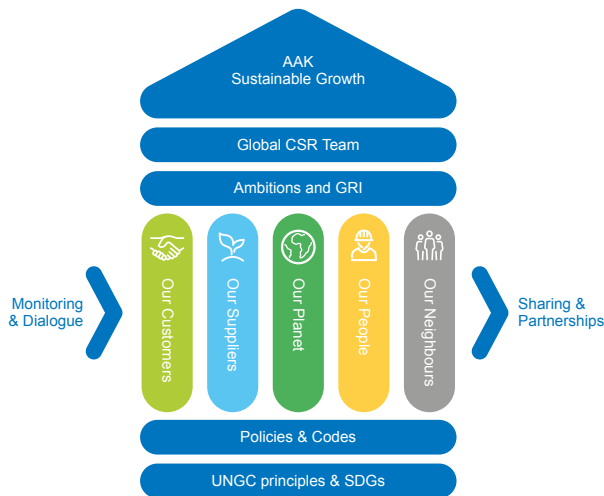 AAK
Sustainable Growth
Global CSR Team
Ambitions and GRI
Monitoring
& Dialogue
Our Customers
Our Suppliers
Our Planet
Our People
Our Neighbours
Sharing &
Partnerships
Policies & Codes
UNGC principles & SDGs